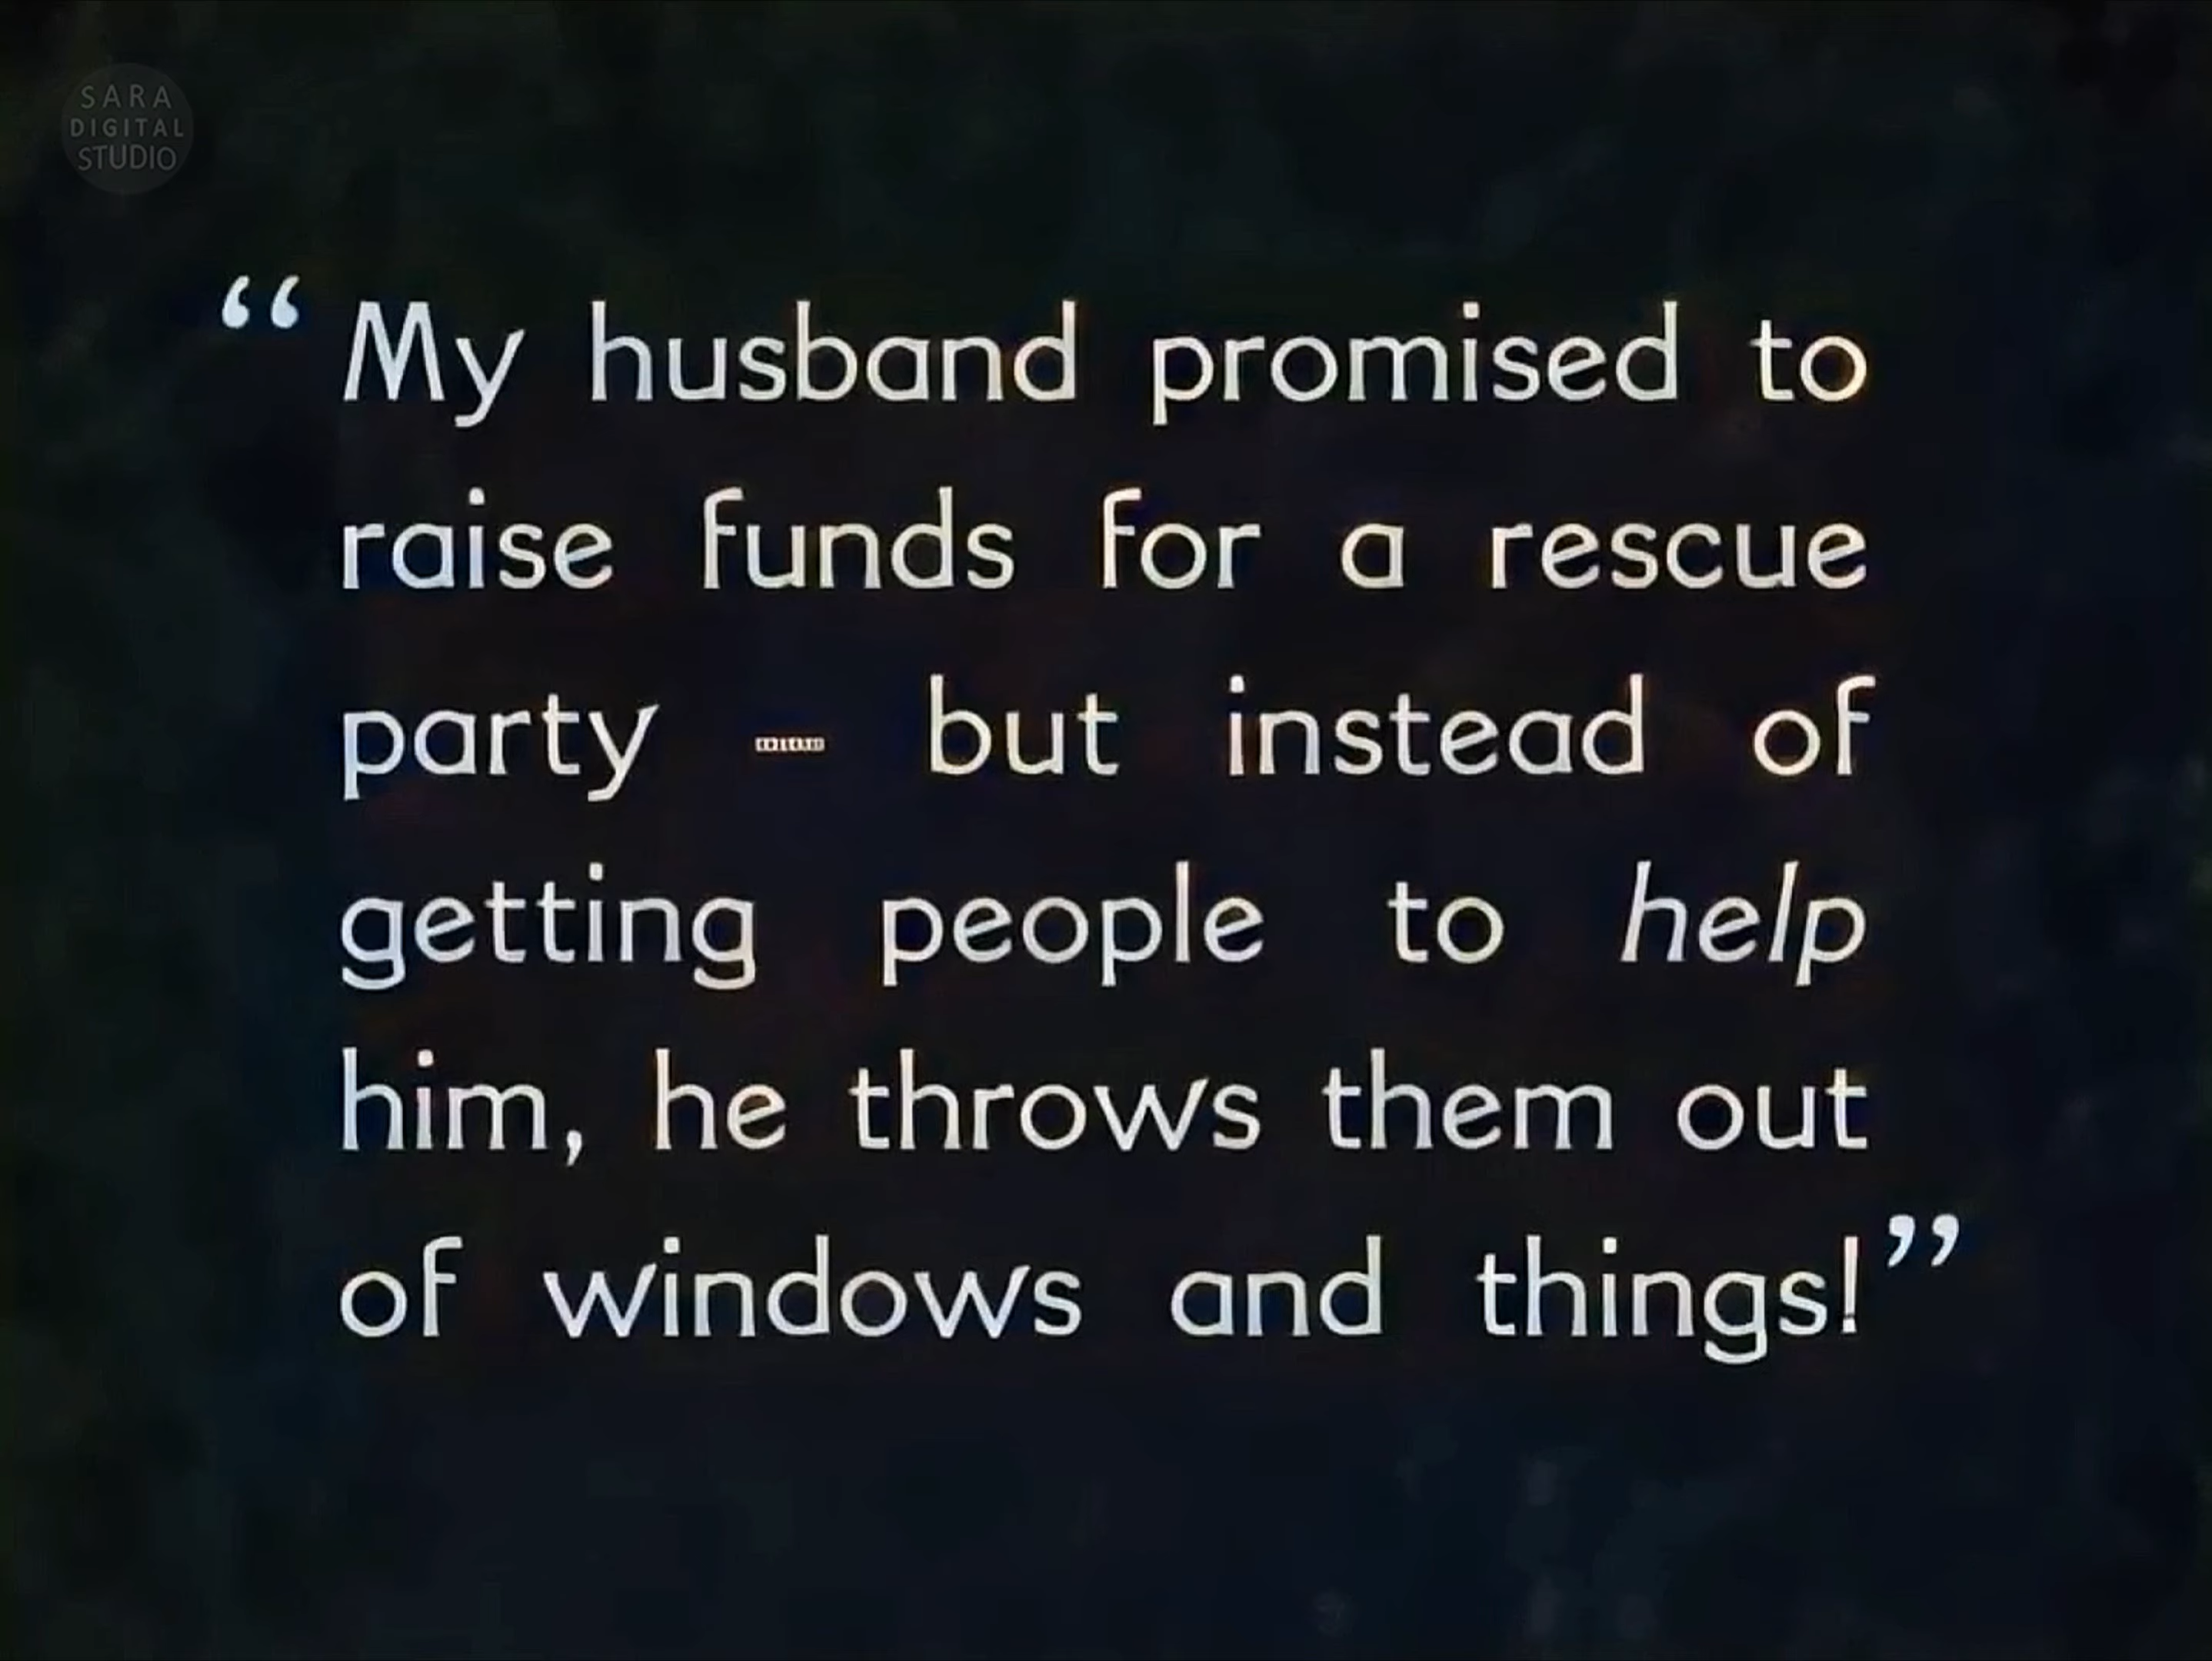 SARA
DIGITAL
STUDIO
“My husband promised to
raise funds for a rescue
party – but instead of
getting people to help
him, he throws them out
of windows and things!”